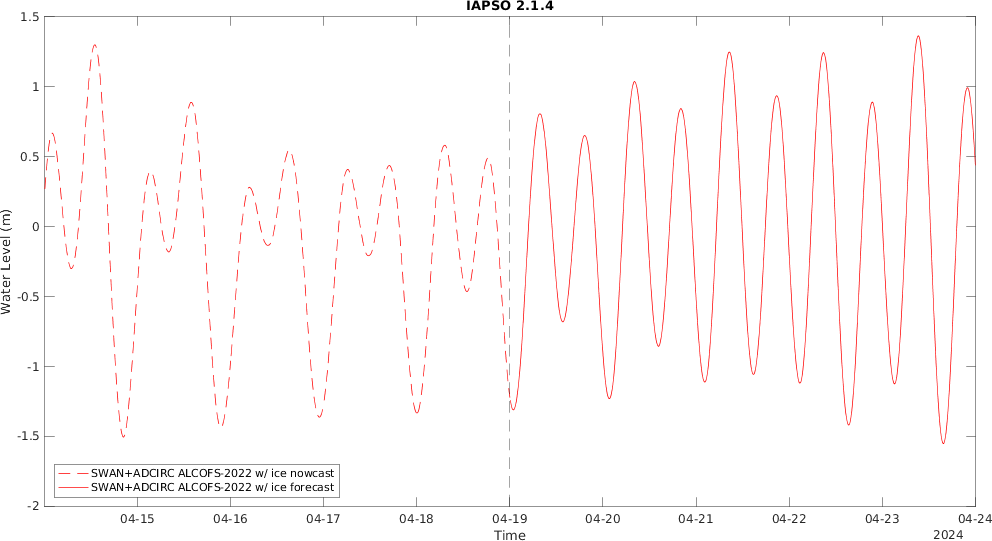 IAPSO 2.1.4
1.5
1
0.5
0
-0.5
-1
-1.5
-2
Water Level (m)
SWAN+ADCIRC ALCOFS-2022 w/ ice nowcast
SWAN+ADCIRC ALCOFS-2022 w/ ice forecast
04-15 04-16 04-17 04-18 04-19 04-20 04-21 04-22 04-23 04-24
Time
2024